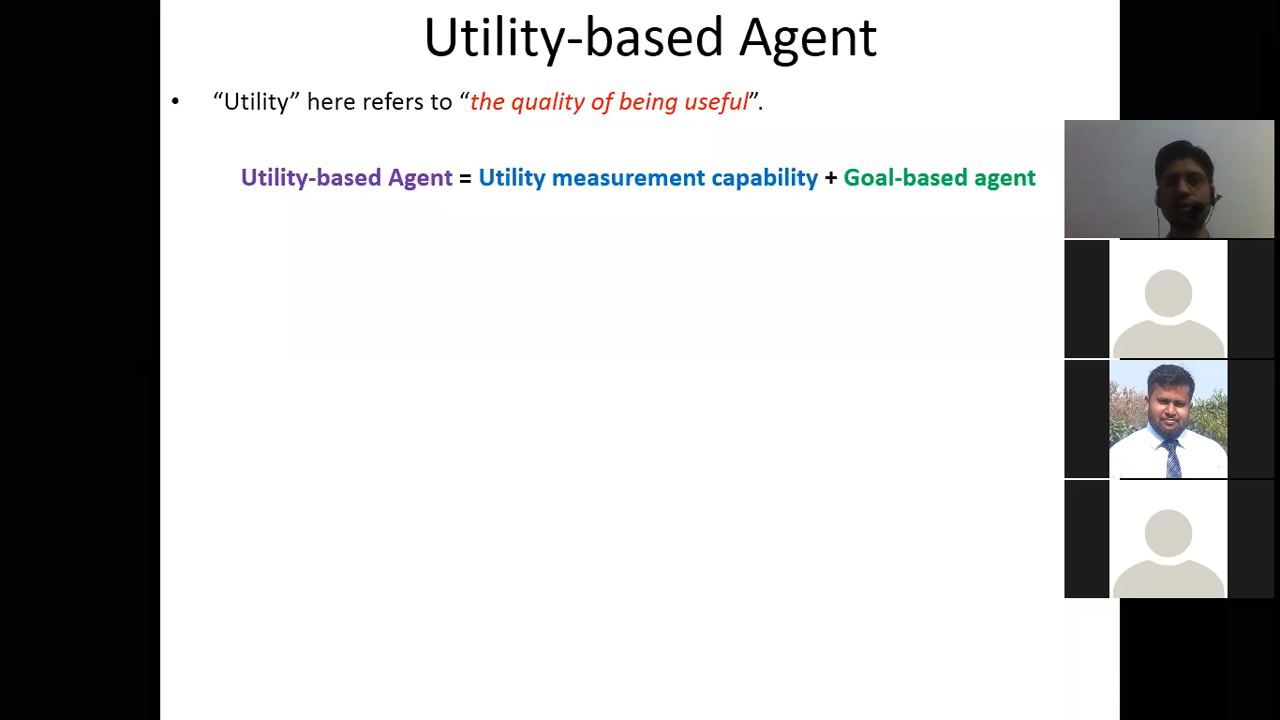 Utility-based Agent
• “Utility” here refers to “the quality of being useful”.
Utility-based Agent = Utility measurement capability + Goal-based agent